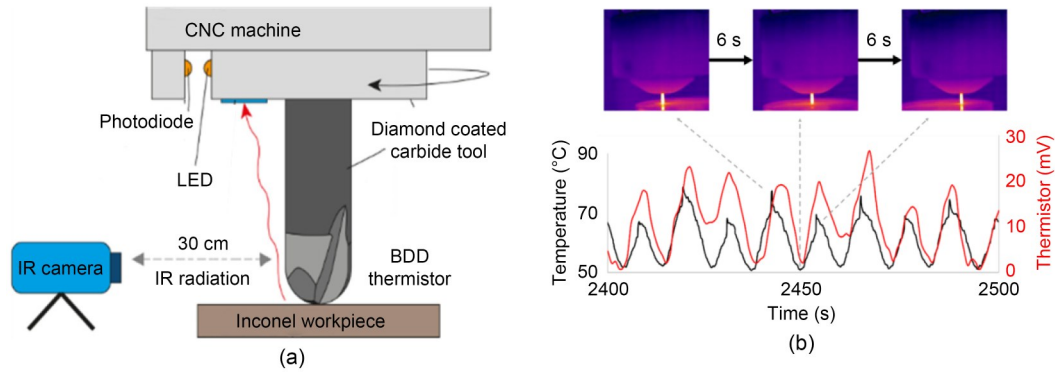 CNC machine
Photodiode
LED
Diamond coated
carbide tool
30 cm
IR camera
IR radiation
BDD
thermistor
Inconel workpiece
(a)
6 s
6 s
Temperature (°C)
90
70
50
30
20
10
0
Thermistor (mV)
2400
2450
2500
Time (s)
(b)